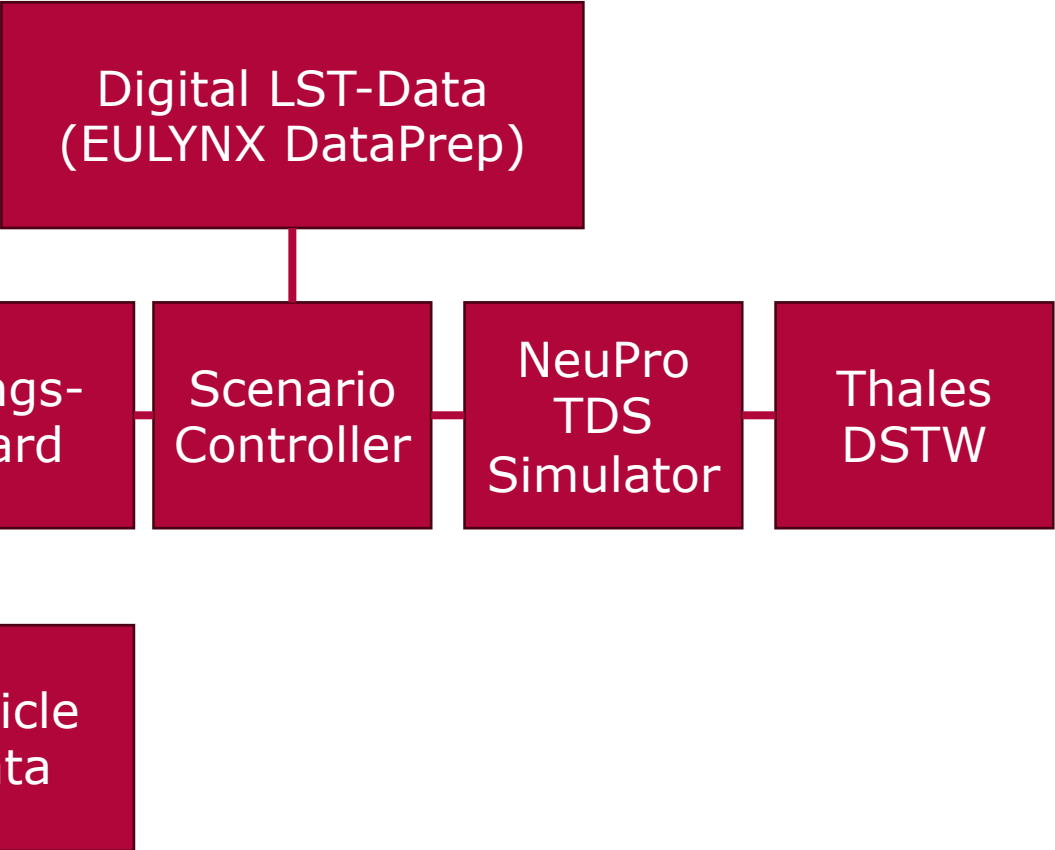 Digital LST-Data
(EULYNX DataPrep)
Scenario
Controller
NeuPro
TDS
Simulator
Thales
DSTW